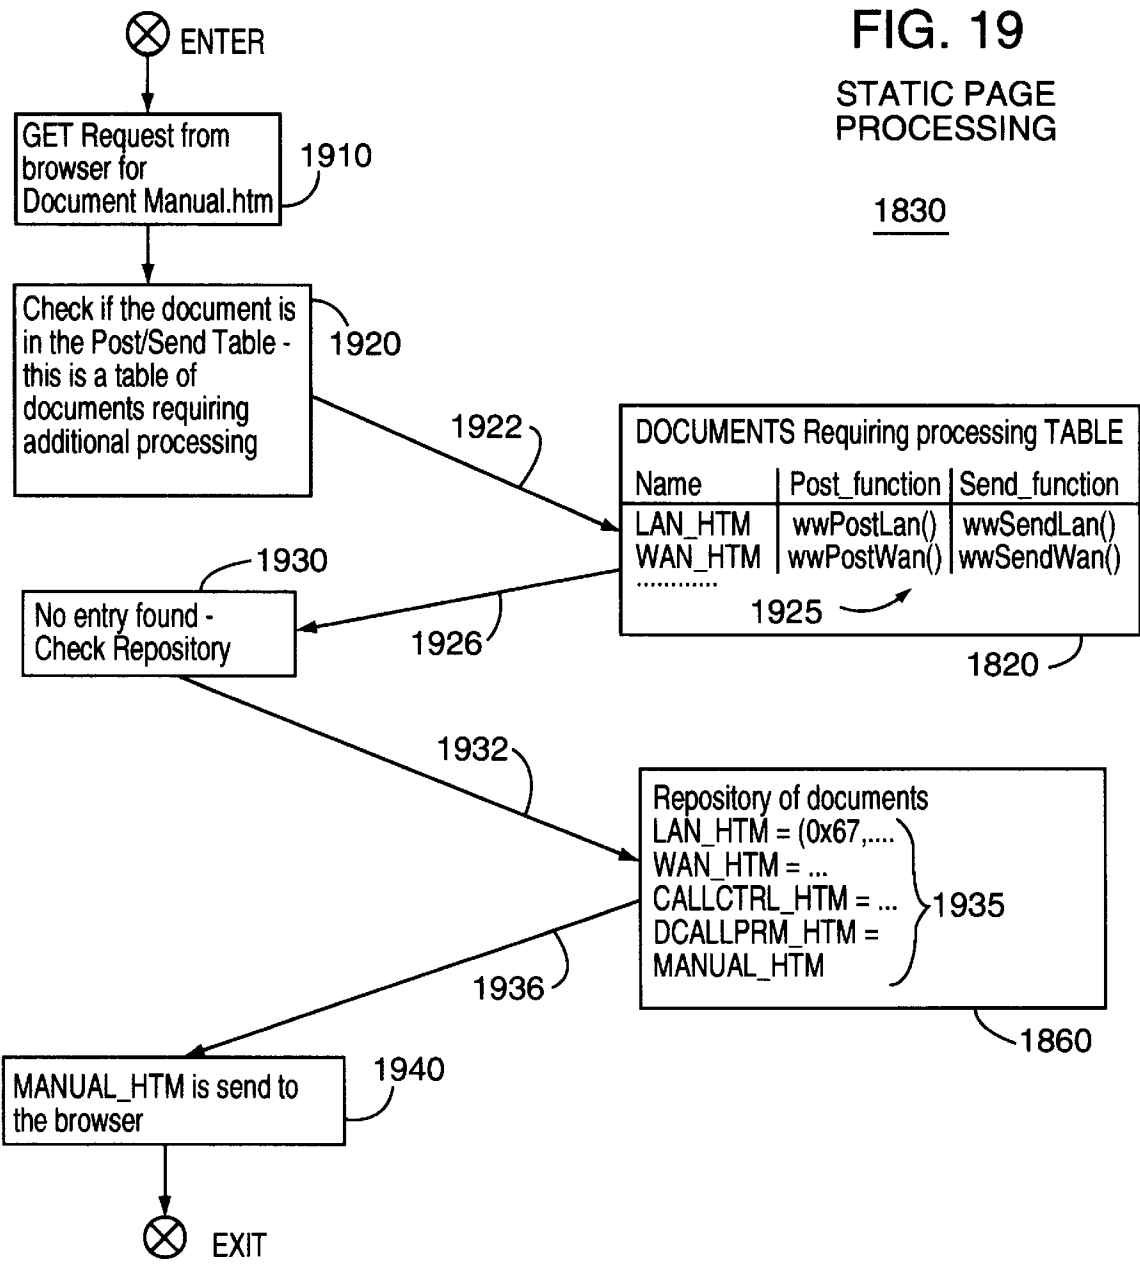 FIG. 19
STATIC PAGE
PROCESSING
1830
ENTER
GET Request from
browser for
Document Manual.htm
1910
Check if the document is
in the Post/Send Table -
this is a table of
documents requiring
additional processing
1920
1922
DOCUMENTS Requiring processing TABLE
Name Post_function Send_function
LAN_HTM wwPostLan() wwSendLan()
WAN_HTM wwPostWan() wwSendWan()
............
1925
1820
1926
1930
No entry found -
Check Repository
1932
Repository of documents
LAN_HTM = (0x67,....
WAN_HTM = ...
CALLCTRL_HTM = ...
DCALLPRM_HTM =
MANUAL_HTM
1935
1860
1936
MANUAL_HTM is send to
the browser
1940
EXIT